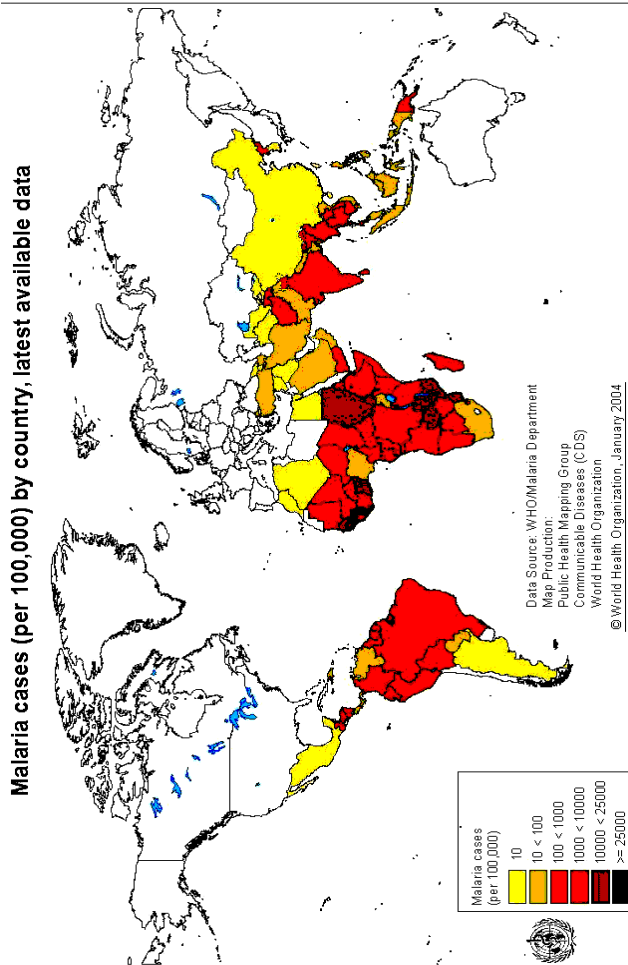 Malaria cases (per 100,000) by country, latest available data
Malaria cases
(per 100,000)
10
10 < 100
100 < 1000
1000 < 10000
10000 < 25000
>= 25000
Data Source: WHO/Malaria Department
Map Production:
Public Health Mapping Group
Communicable Diseases (CDS)
World Health Organization
© World Health Organization, January 2004